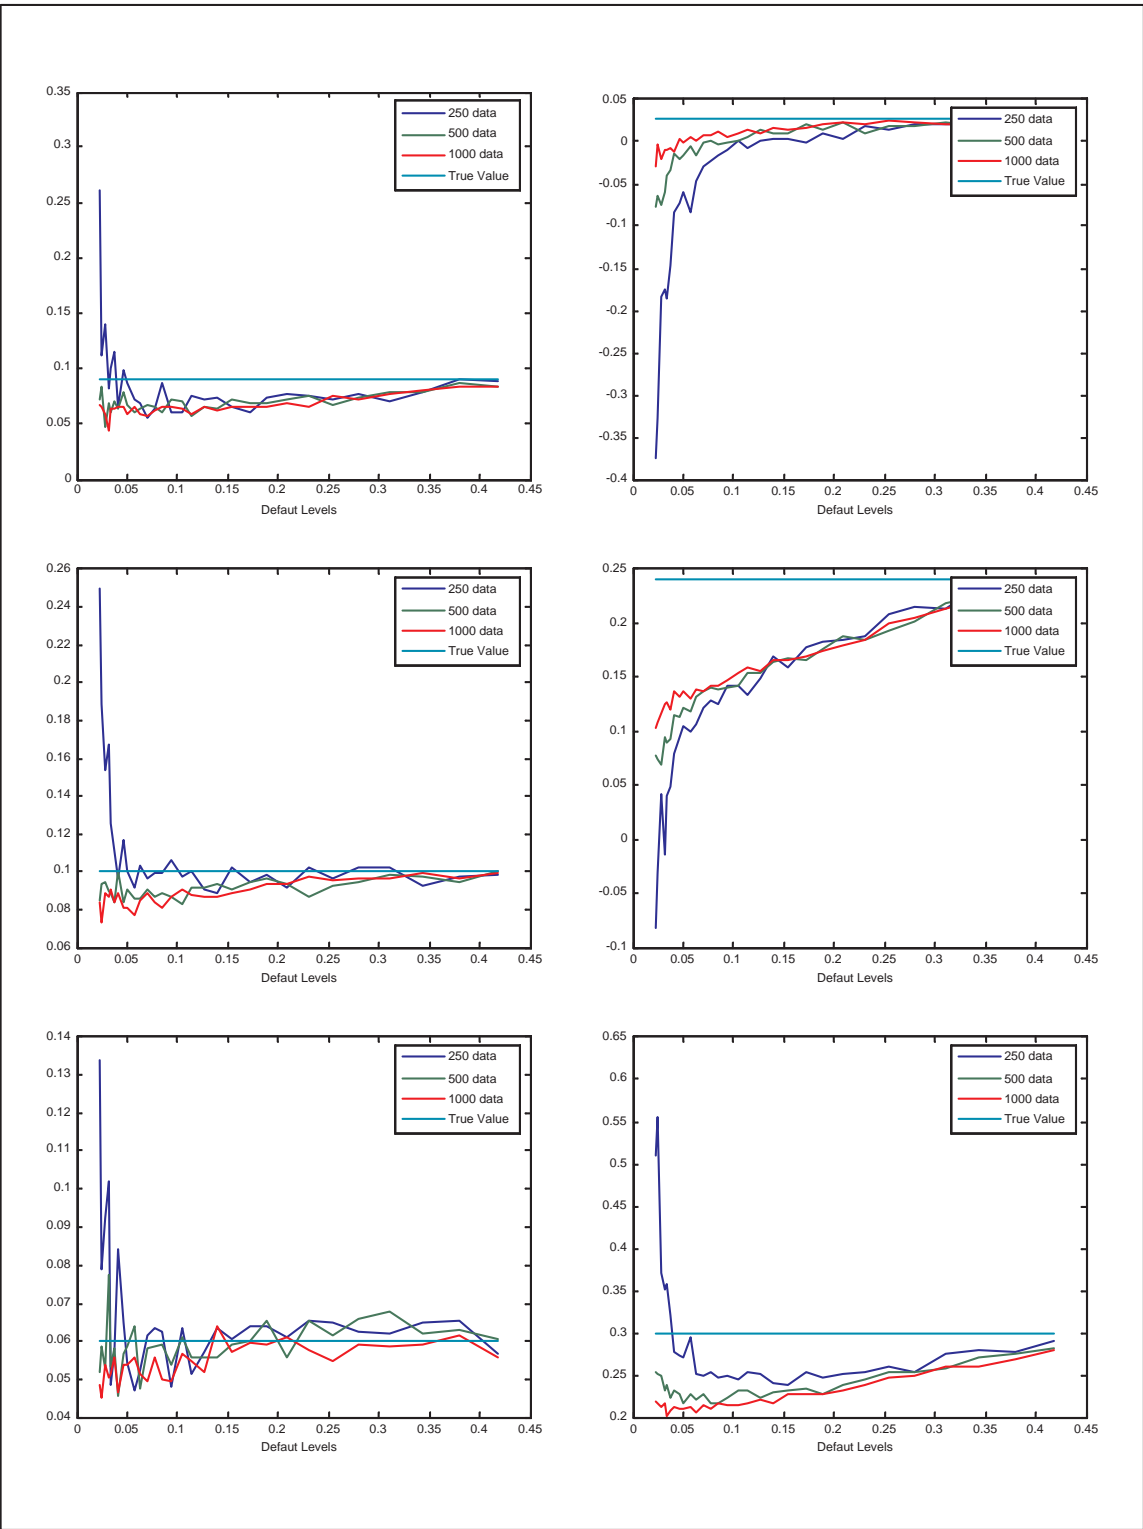 0.35
0.3
0.25
0.2
0.15
0.1
0.05
0
0 0.05 0.1 0.15 0.2 0.25 0.3 0.35 0.4 0.45
Defaut Levels
250 data
500 data
1000 data
True Value
0.05
0
-0.05
-0.1
-0.15
-0.2
-0.25
-0.3
-0.35
-0.4
0 0.05 0.1 0.15 0.2 0.25 0.3 0.35 0.4 0.45
Defaut Levels
250 data
500 data
1000 data
True Value
0.26
0.24
0.22
0.2
0.18
0.16
0.14
0.12
0.1
0.08
0.06
0 0.05 0.1 0.15 0.2 0.25 0.3 0.35 0.4 0.45
Defaut Levels
250 data
500 data
1000 data
True Value
0.25
0.2
0.15
0.1
0.05
0
-0.05
-0.1
0 0.05 0.1 0.15 0.2 0.25 0.3 0.35 0.4 0.45
Defaut Levels
250 data
500 data
1000 data
True Value
0.14
0.13
0.12
0.11
0.1
0.09
0.08
0.07
0.06
0.05
0.04
0 0.05 0.1 0.15 0.2 0.25 0.3 0.35 0.4 0.45
Defaut Levels
250 data
500 data
1000 data
True Value
0.65
0.6
0.55
0.5
0.45
0.4
0.35
0.3
0.25
0.2
0 0.05 0.1 0.15 0.2 0.25 0.3 0.35 0.4 0.45
Defaut Levels
250 data
500 data
1000 data
True Value